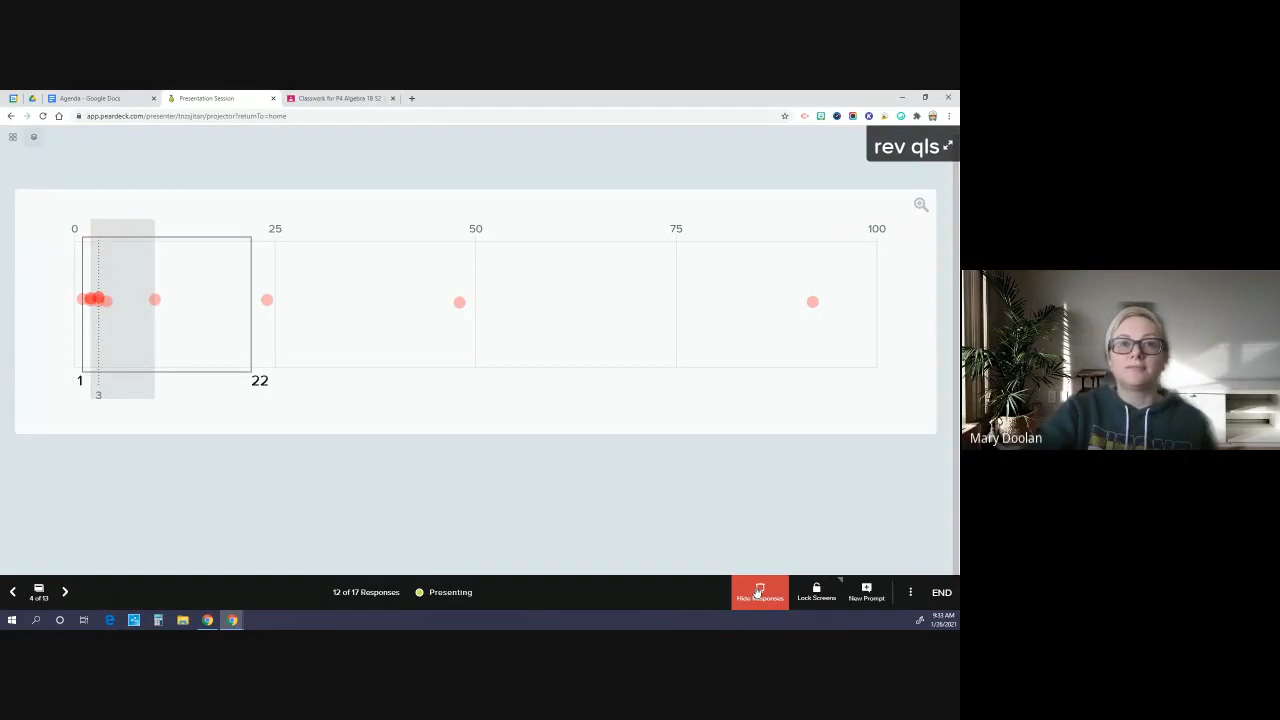 Agenda - Google Docs
Presentation Session
Classwork for P4 Algebra 1B S2
app.peardeck.com/presenter/tnzsjitan/projector?returnTo=home
rev qls
0 25 50 75 100
1 22
3
Mary Doolan
4 of 13
12 of 17 Responses
Presenting
Hide Responses
Lock Screens
New Prompt
END
9:33 AM
1/26/2021